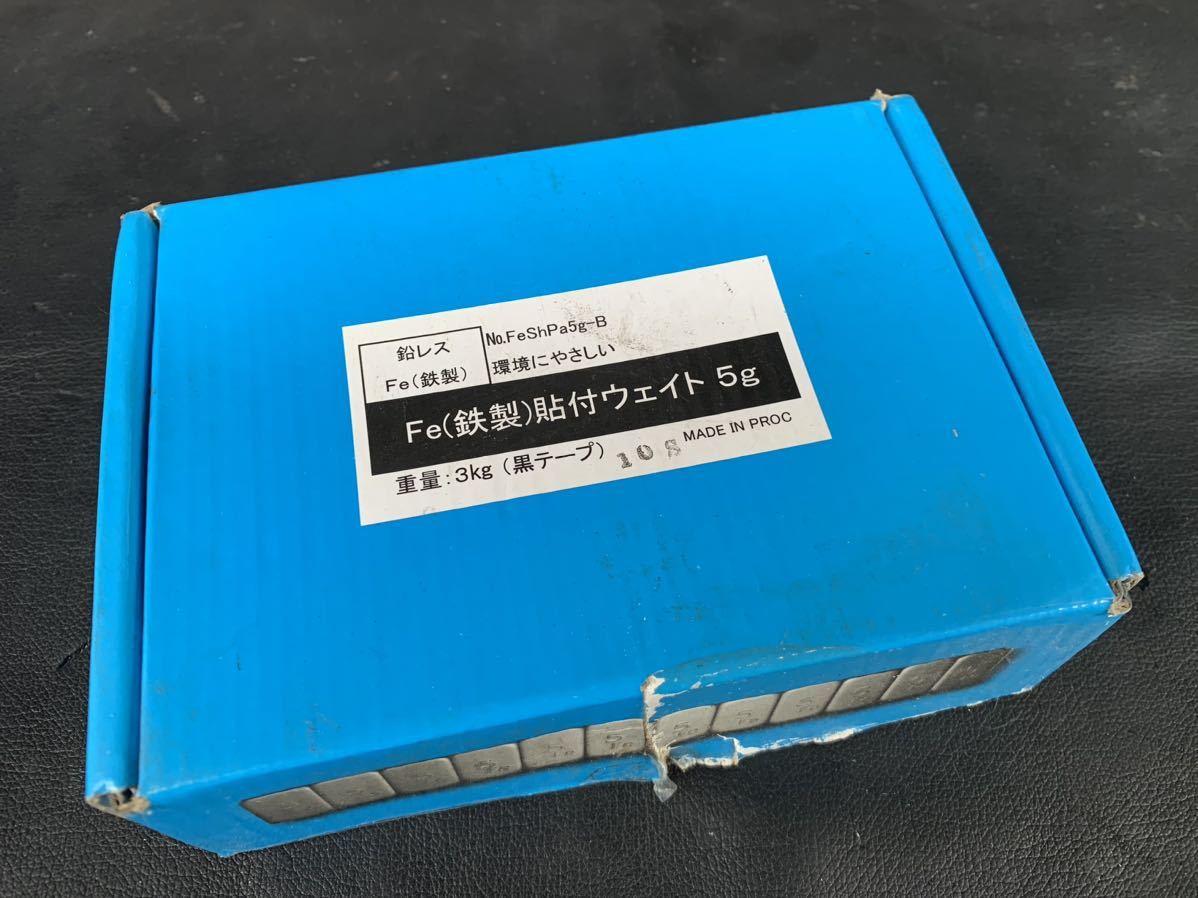 鉛レス
Fe(鉄製)
No.FeShPa5g-B
環境にやさしい
Fe(鉄製)貼付ウェイト 5g
重量:3kg (黒テープ) 108 MADE IN PROC